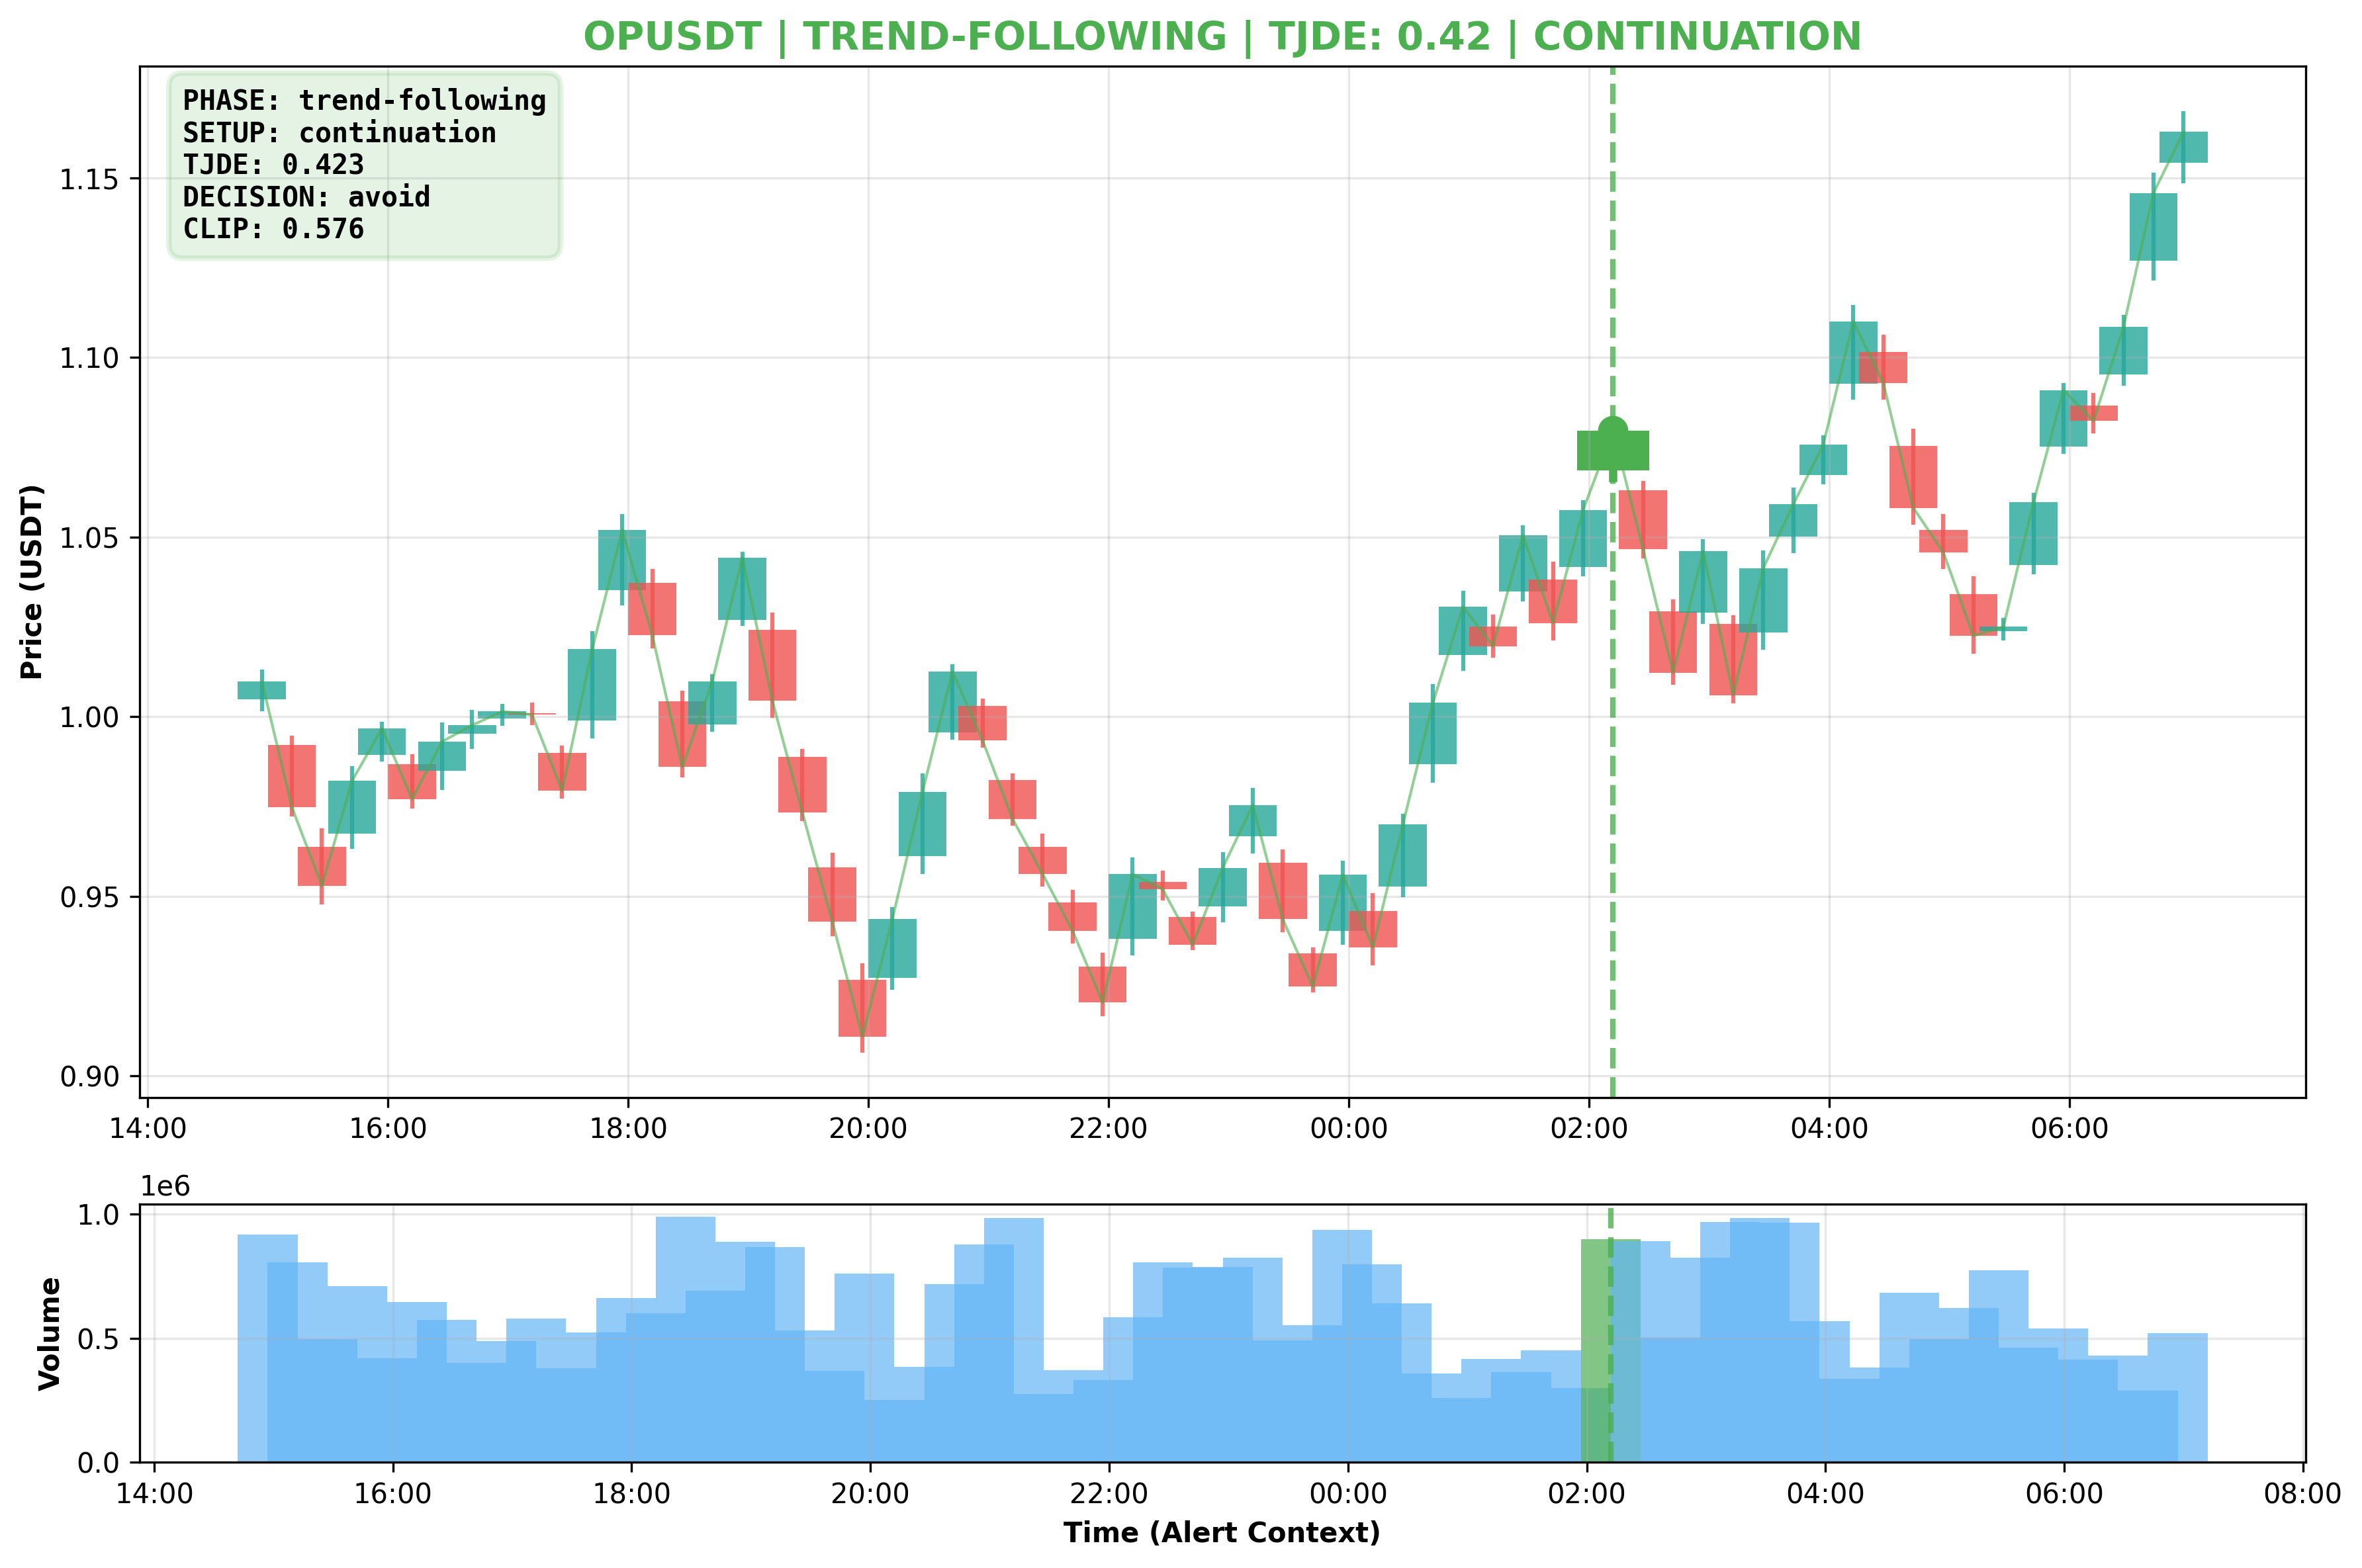 OPUSDT | TREND-FOLLOWING | TJDE: 0.42 | CONTINUATION
PHASE: trend-following
SETUP: continuation
TJDE: 0.423
DECISION: avoid
CLIP: 0.576
Price (USDT)
1.15
1.10
1.05
1.00
0.95
0.90
14:00 16:00 18:00 20:00 22:00 00:00 02:00 04:00 06:00
1e6
Volume
1.0
0.5
0.0
14:00 16:00 18:00 20:00 22:00 00:00 02:00 04:00 06:00 08:00
Time (Alert Context)